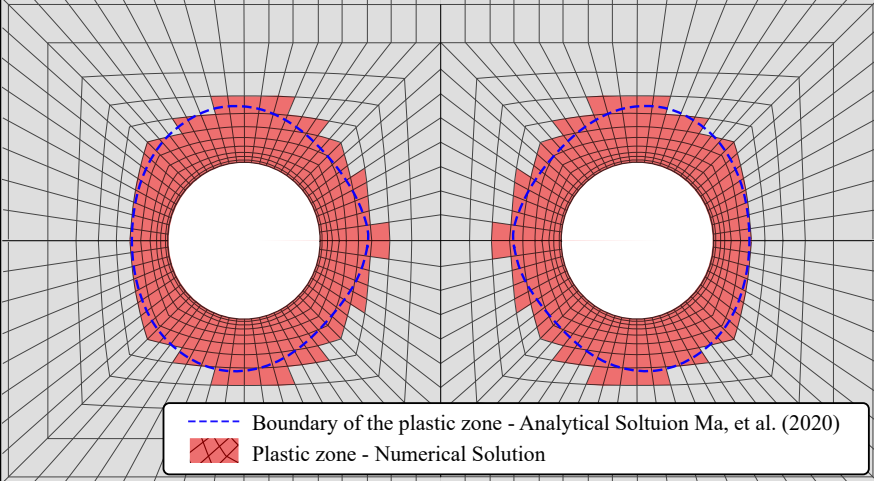 Boundary of the plastic zone - Analytical Soltuion Ma, et al. (2020)
Plastic zone - Numerical Solution